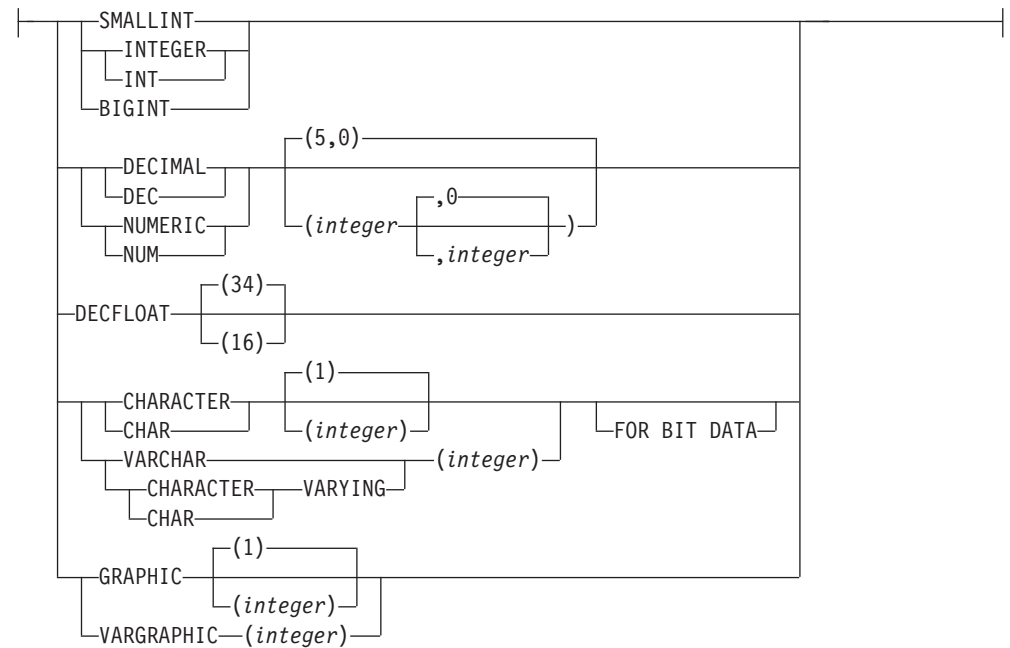 SMALLINT
INTEGER
INT
BIGINT
(5,0)
DECIMAL
DEC
,0
NUMERIC (integer )
NUM ,integer
(34)
DECFLOAT
(16)
(1)
CHARACTER
CHAR (integer) FOR BIT DATA
VARCHAR (integer)
CHARACTER VARYING
CHAR
(1)
GRAPHIC
(integer)
VARGRAPHIC (integer)